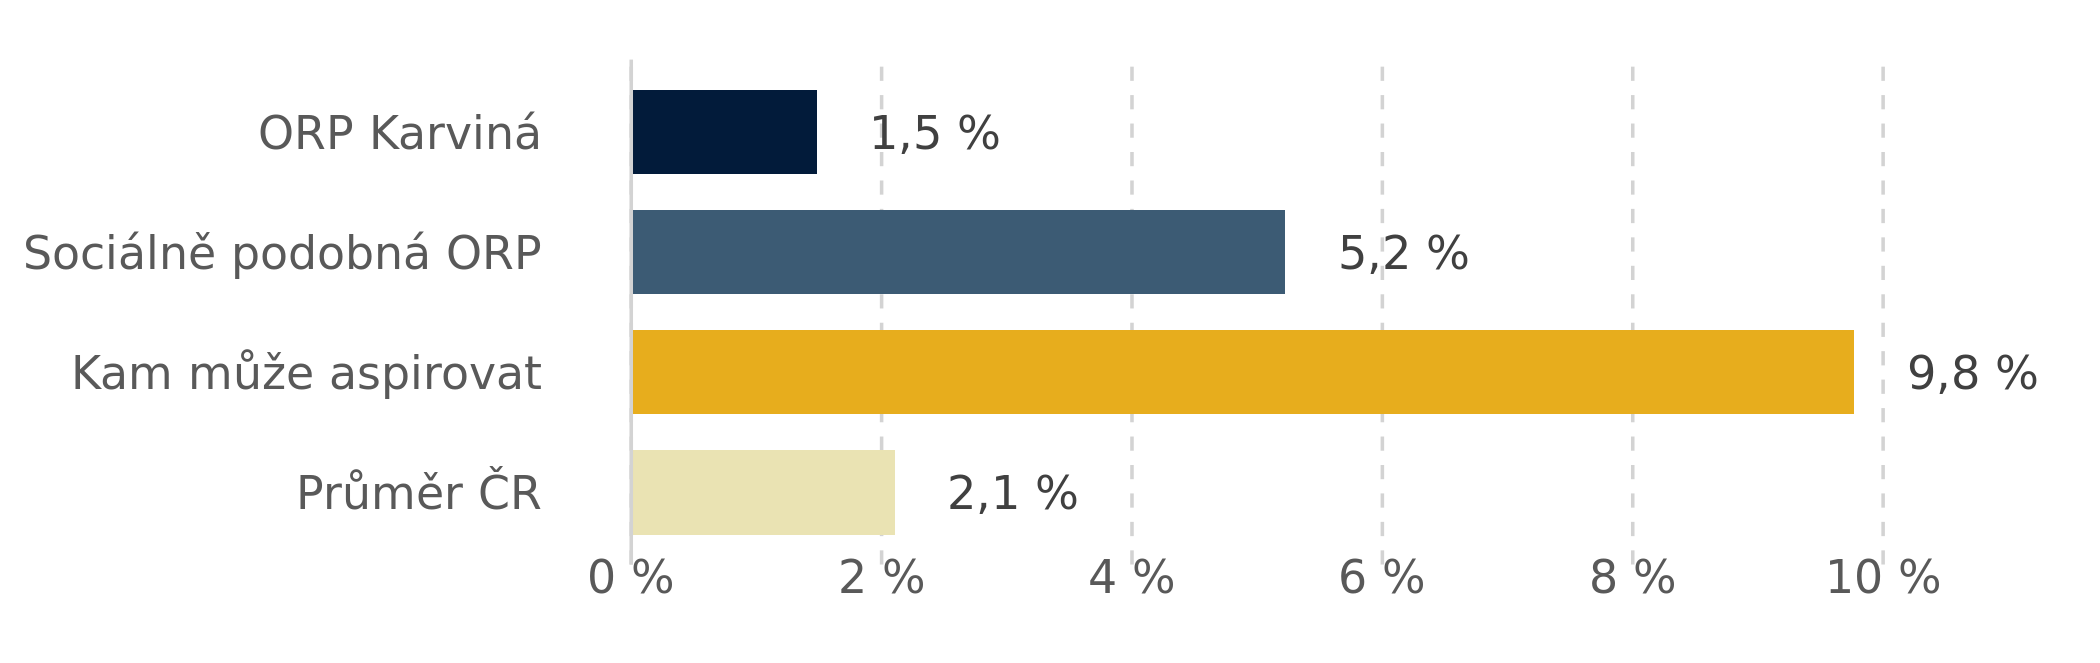 ORP Karviná
1,5 %
Sociálně podobná ORP
5,2 %
Kam může aspirovat
9,8 %
Průměr ČR
2,1 %
0 %
2 %
4 %
6 %
8 %
10 %